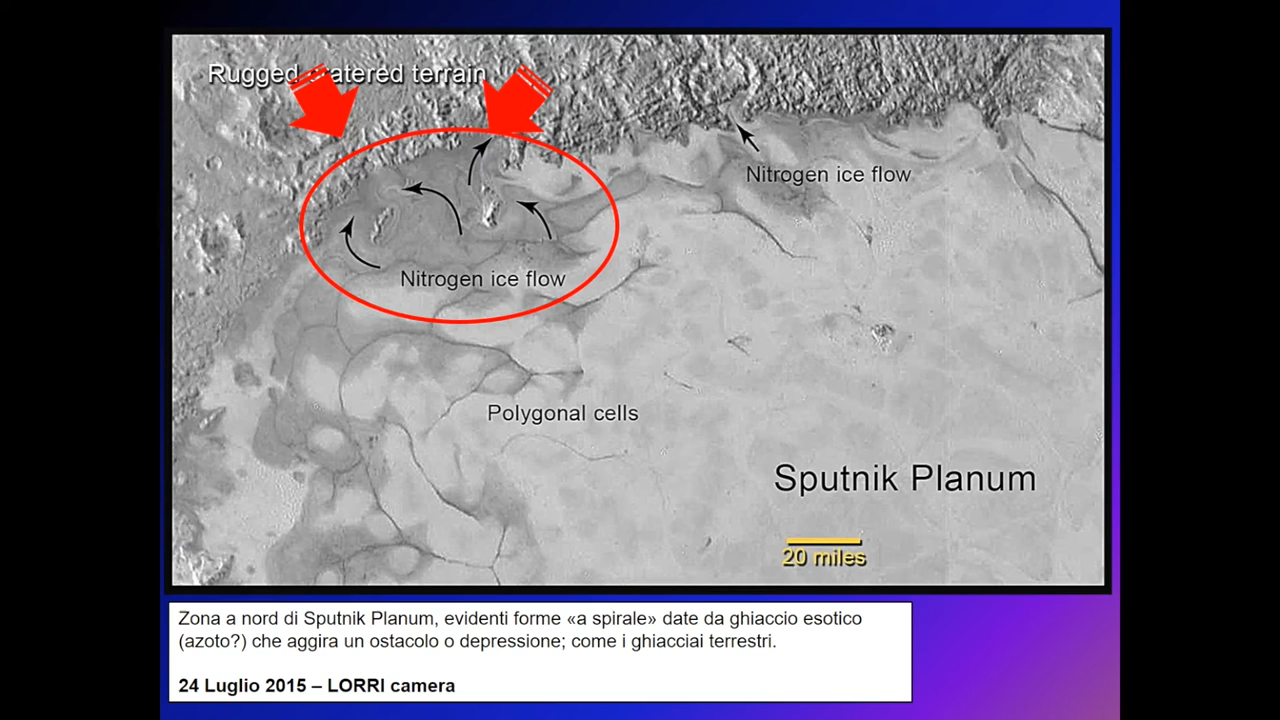 Rugged cratered terrain
Nitrogen ice flow
Nitrogen ice flow
Polygonal cells
Sputnik Planum
20 miles
Zona a nord di Sputnik Planum, evidenti forme «a spirale» date da ghiaccio esotico
(azoto?) che aggira un ostacolo o depressione; come i ghiacciai terrestri.
24 Luglio 2015 – LORRI camera